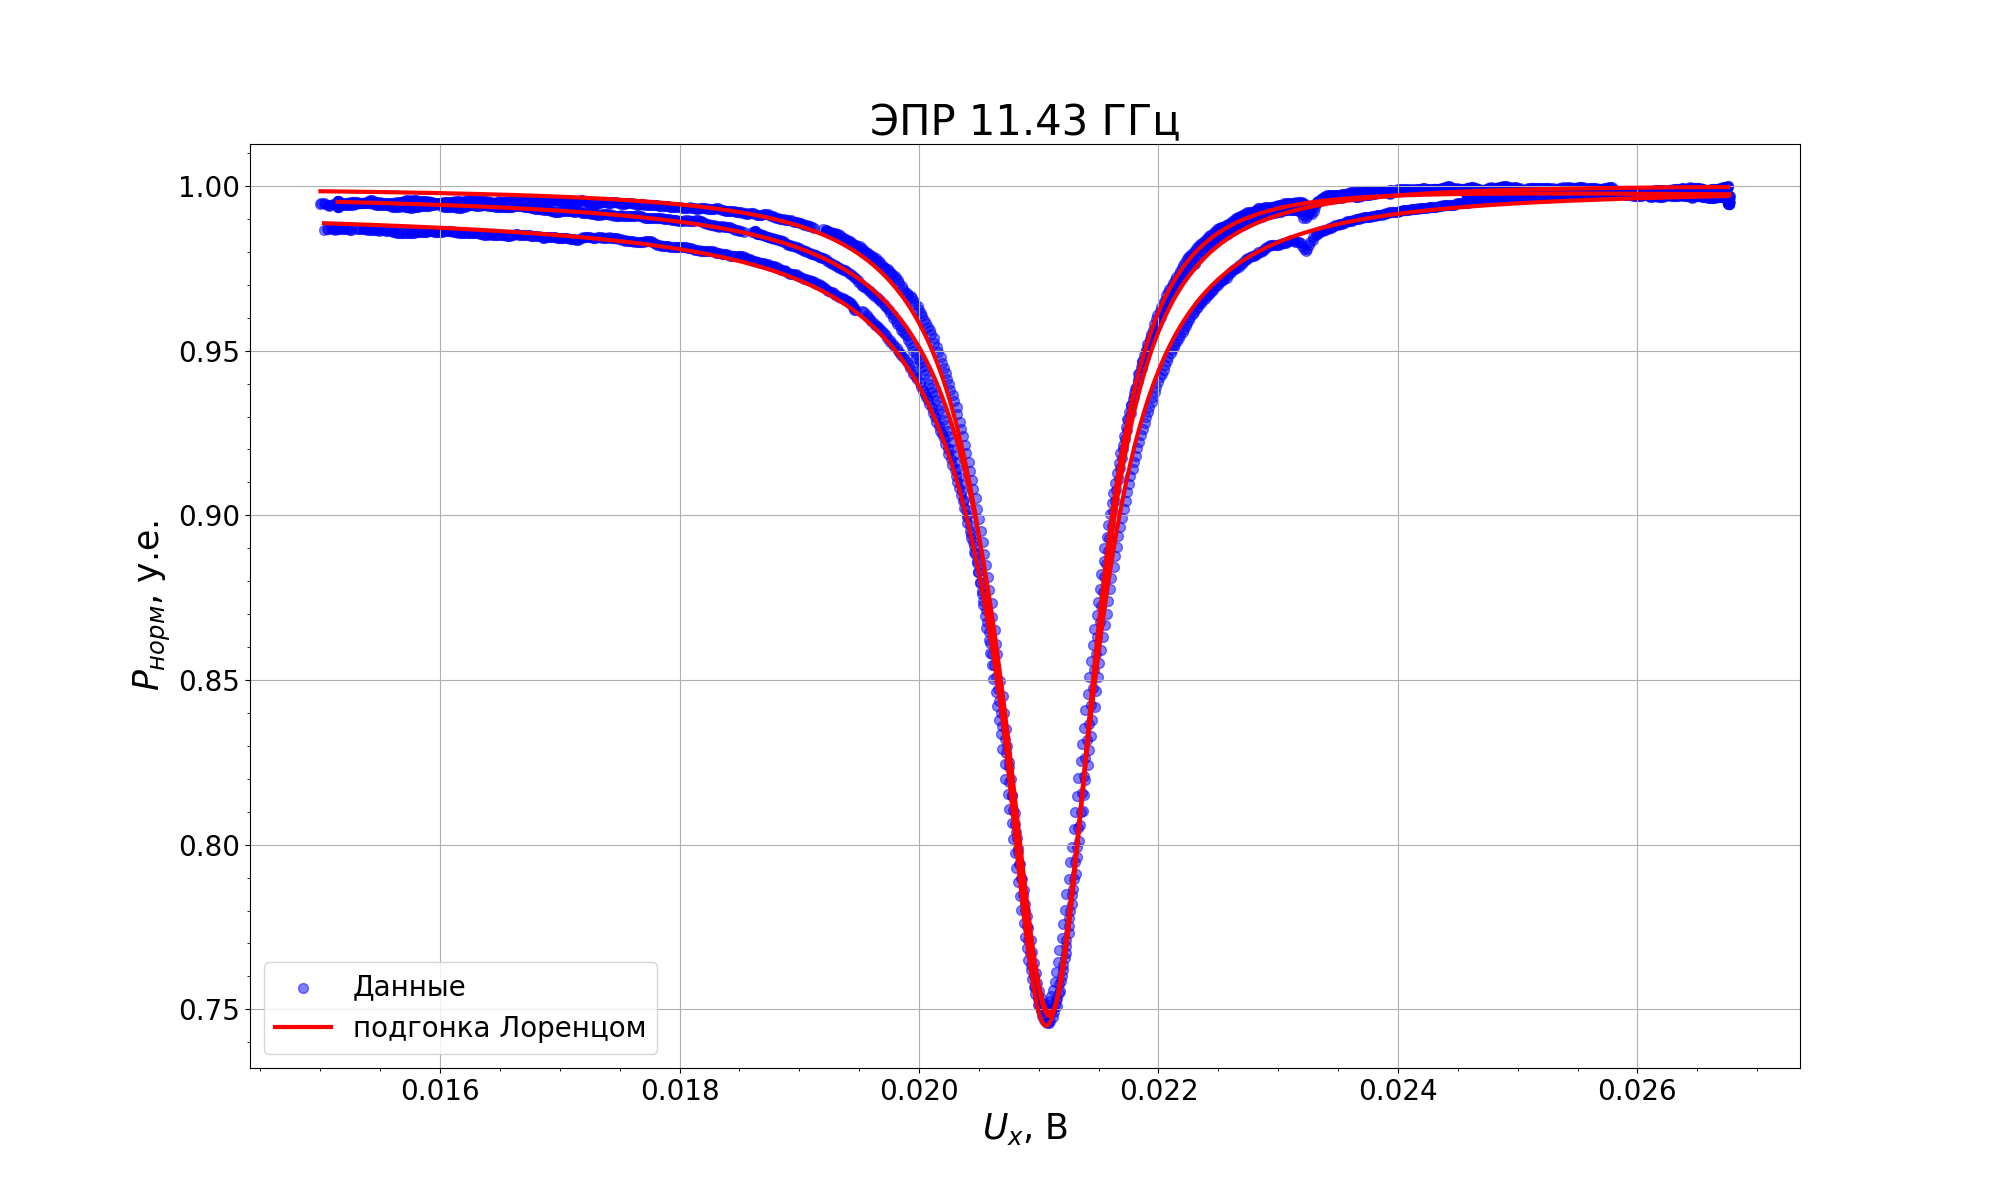 ЭПР 11.43 ГГц
1.00
0.95
0.90
0.85
0.80
0.75
P_норм, у.е.
Данные
подгонка Лоренцом
0.016 0.018 0.020 0.022 0.024 0.026
U_x, В